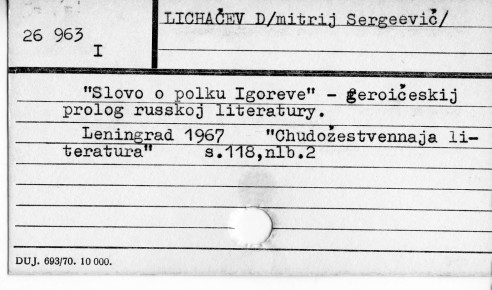 LICHAČEV D/mitrij Sergeevič/
26 963
I
"Slovo o polku Igoreve" - geroičeskij
prolog russkoj literatury.
Leningrad 1967 "Chudožestvennaja li-
teratura" s.118,nlb.2
DUJ. 693/70. 10 000.